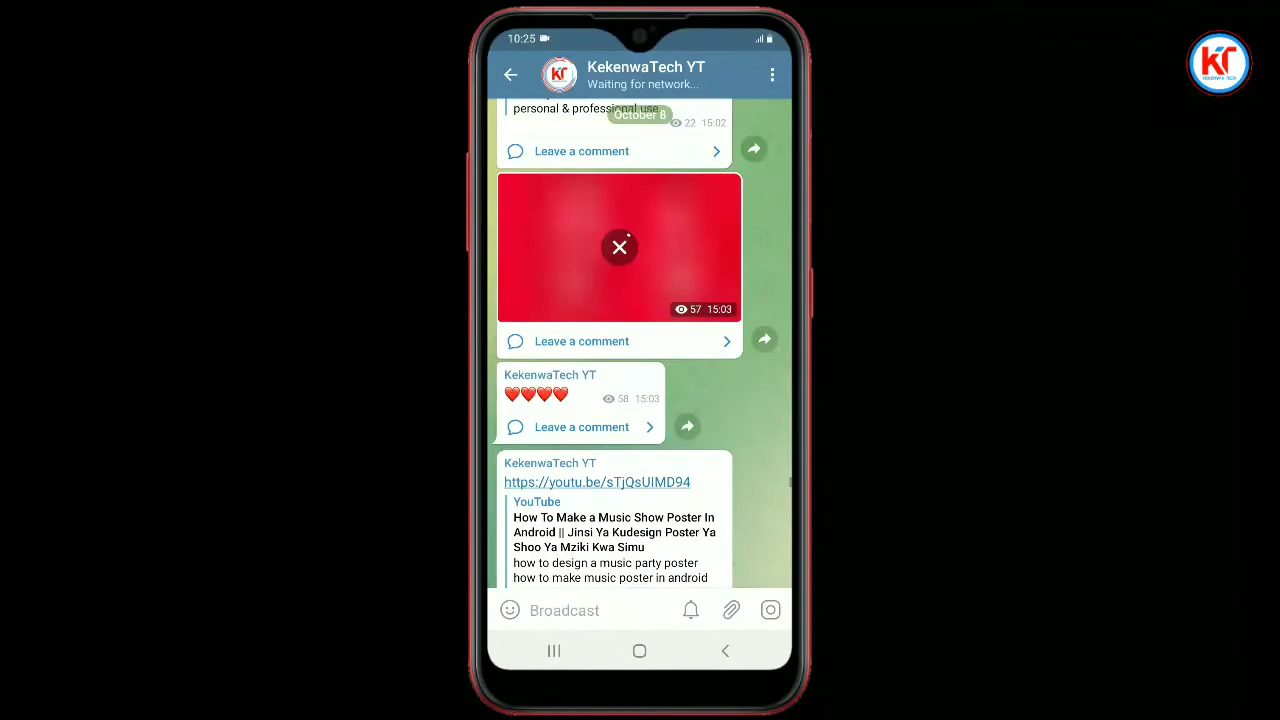 10:25
KekenwaTech YT
Waiting for network...
personal & professional use
October 8
22 15:02
Leave a comment
57 15:03
Leave a comment
KekenwaTech YT
❤️❤️❤️❤️ 58 15:03
Leave a comment
KekenwaTech YT
https://youtu.be/sTjQsUIMD94
YouTube
How To Make a Music Show Poster In
Android || Jinsi Ya Kudesign Poster Ya
Shoo Ya Mziki Kwa Simu
how to design a music party poster
how to make music poster in android
Broadcast
KT
KEKENWA TECH